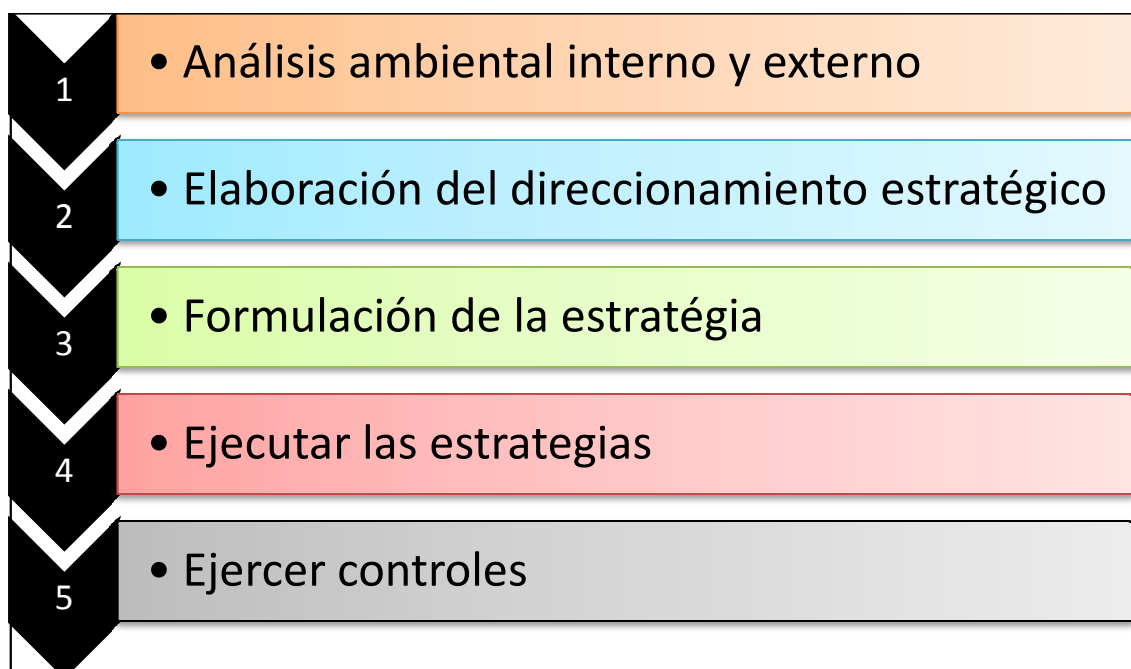 1
• Análisis ambiental interno y externo
2
• Elaboración del direccionamiento estratégico
3
• Formulación de la estratégia
4
• Ejecutar las estrategias
5
• Ejercer controles